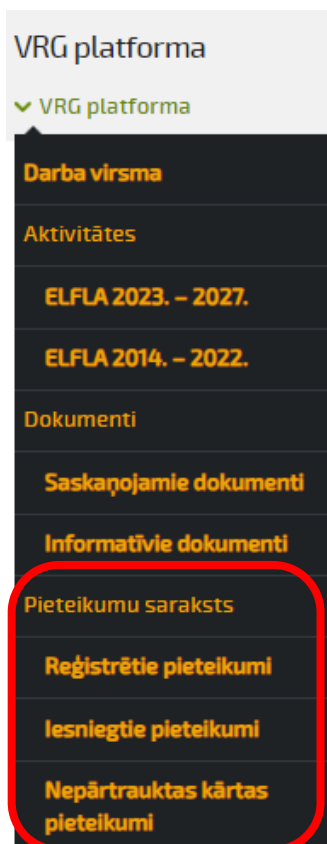 VRG platforma
VRG platforma
Darba virsma
Aktivitātes
ELFLA 2023. – 2027.
ELFLA 2014. – 2022.
Dokumenti
Saskaņojamie dokumenti
Informatīvie dokumenti
Pieteikumu saraksts
Reģistrētie pieteikumi
Iesniegtie pieteikumi
Nepārtrauktas kārtas
pieteikumi